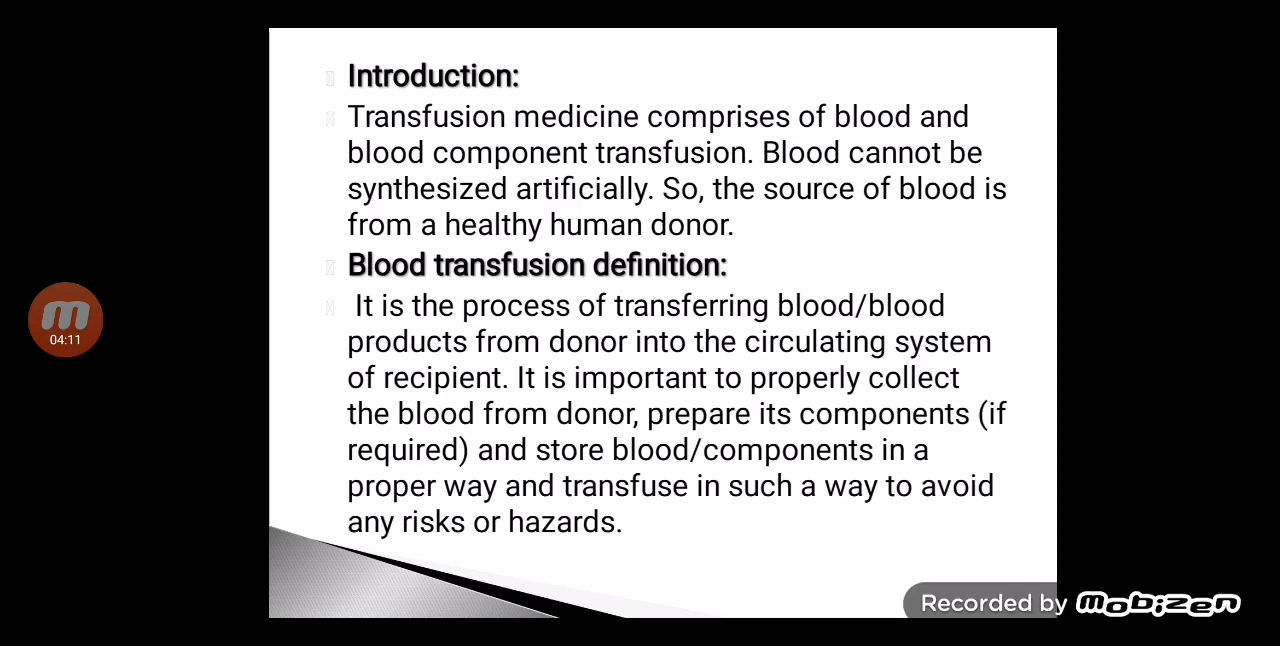 Introduction:
Transfusion medicine comprises of blood and
blood component transfusion. Blood cannot be
synthesized artificially. So, the source of blood is
from a healthy human donor.
Blood transfusion definition:
It is the process of transferring blood/blood
products from donor into the circulating system
of recipient. It is important to properly collect
the blood from donor, prepare its components (if
required) and store blood/components in a
proper way and transfuse in such a way to avoid
any risks or hazards.
m
04:11
Recorded by mobizen